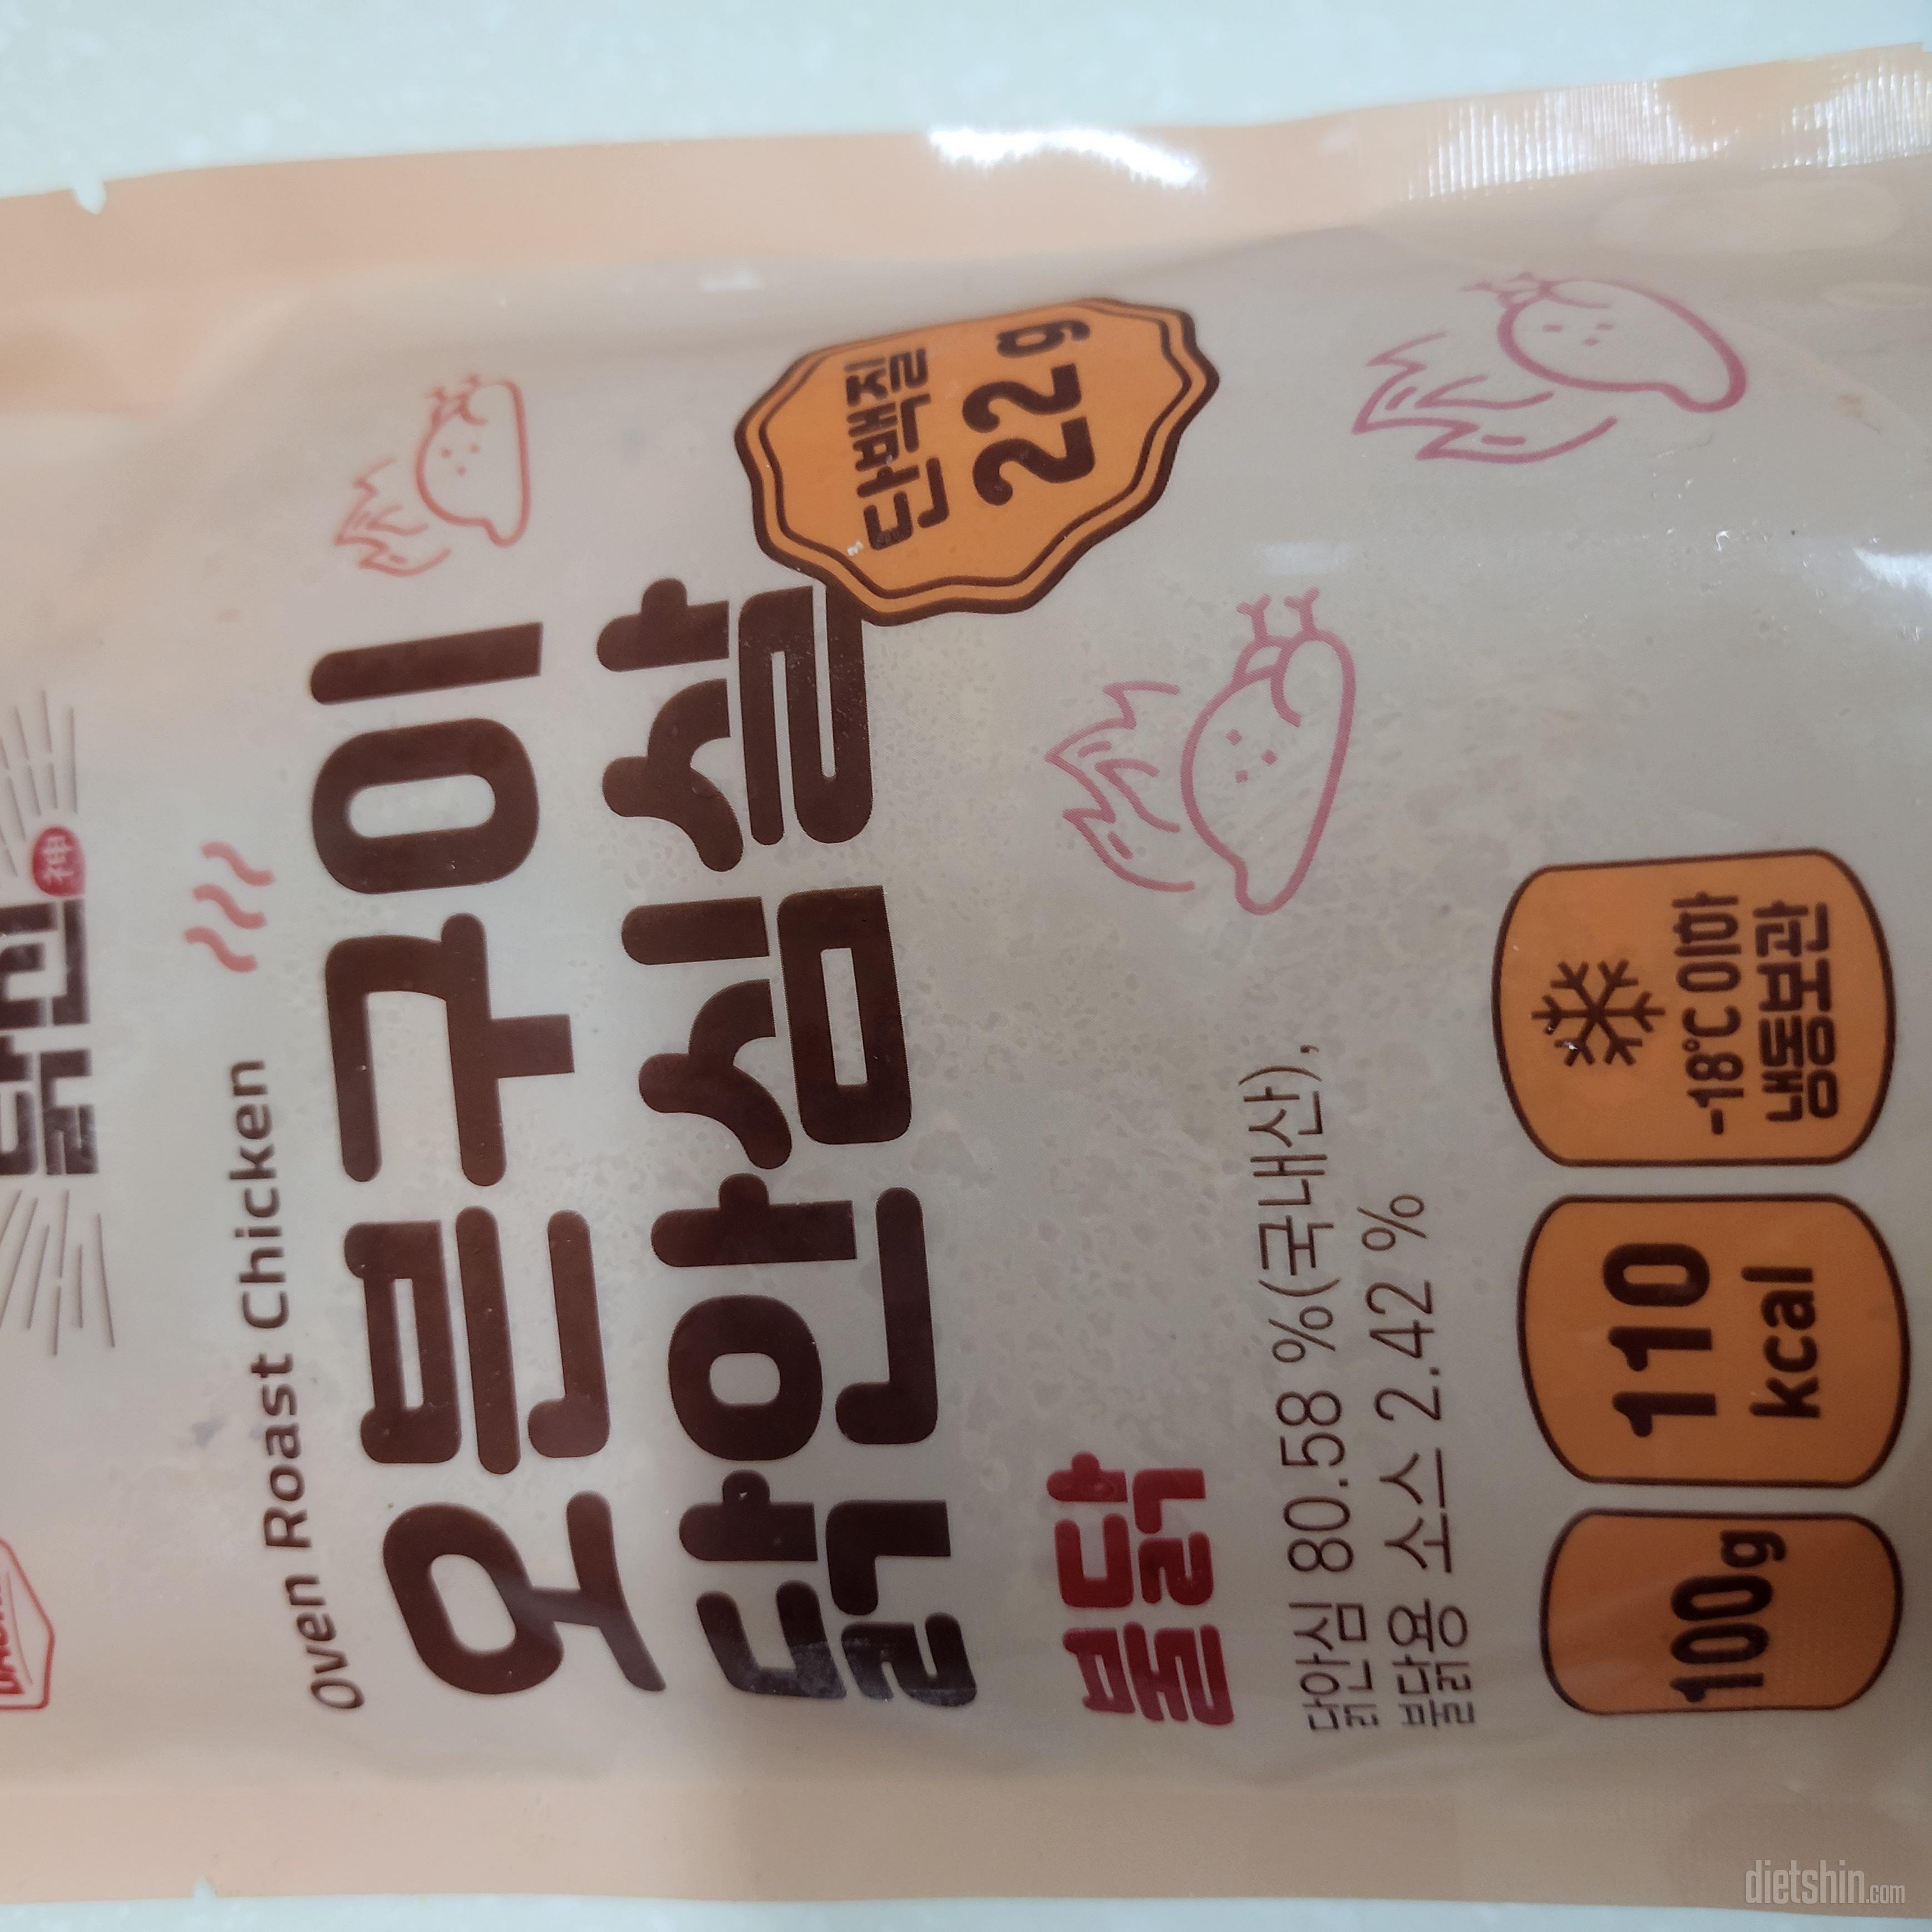 닭신 神
Oven Roast Chicken
오븐구이
닭안심살
단백질
22 g
불닭
닭안심 80.58 %(국내산),
불닭용 소스 2.42 %
100g
110
kcal
-18℃ 이하
냉동보관
dietshin.com